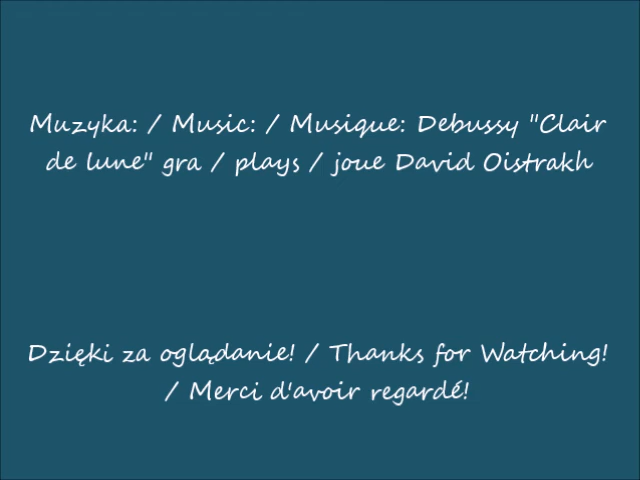 Muzyka: / Music: / Musique: Debussy "Clair
de lune" gra / plays / joue David Oistrakh
Dzięki za oglądanie! / Thanks for Watching!
/ Merci d'avoir regardé!